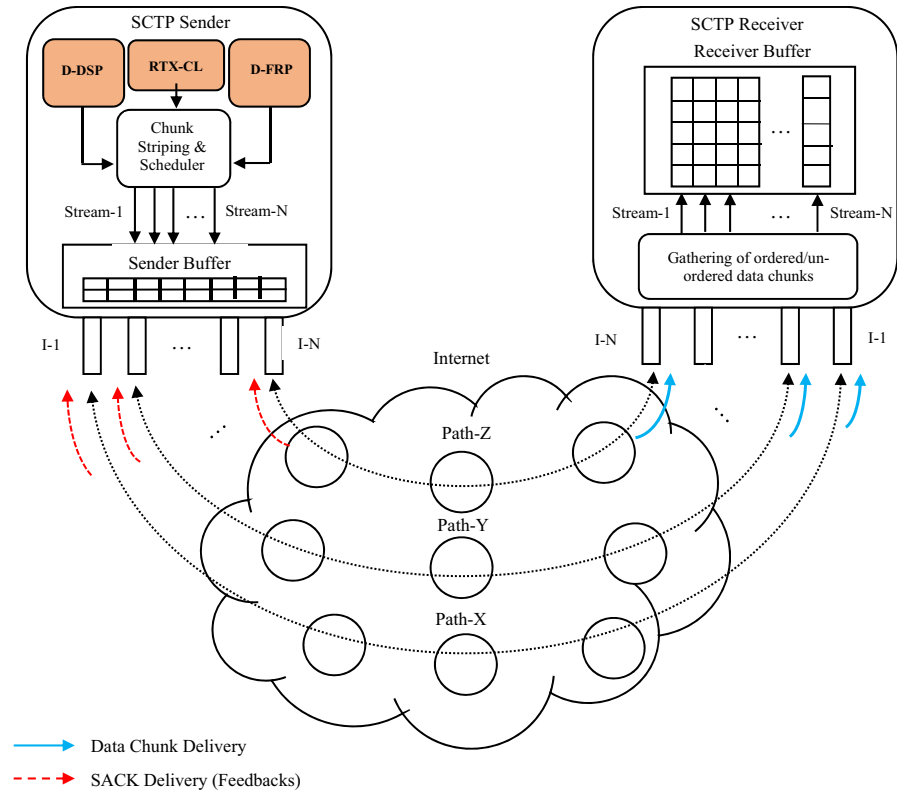 SCTP Sender
D-DSP
RTX-CL
D-FRP
Chunk
Striping &
Scheduler
Stream-1
...
Stream-N
Sender Buffer
I-1
...
I-N
...
SCTP Receiver
Receiver Buffer
...
Stream-1
...
Stream-N
Gathering of ordered/un-
ordered data chunks
I-N
...
I-1
...
Internet
Path-Z
Path-Y
Path-X
Data Chunk Delivery
SACK Delivery (Feedbacks)